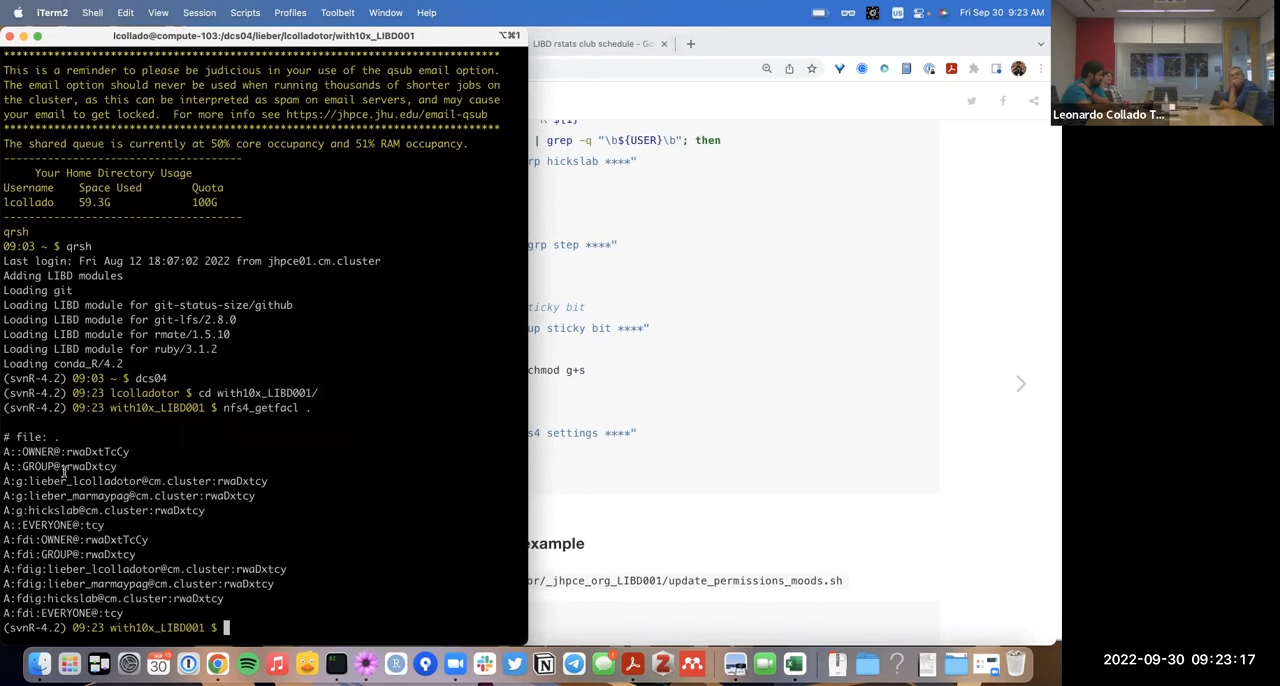 iTerm2 Shell Edit View Session Scripts Profiles Toolbelt Window Help
Fri Sep 30 9:23 AM
lcollado@compute-103:/dcs04/lieber/lcolladotor/with10x_LIBD001
⌥⌘1
LIBD rstats club schedule - Go
******************************************************************************
This is a reminder to please be judicious in your use of the qsub email option.
The email option should never be used when running thousands of shorter jobs on
the cluster, as this can be interpreted as spam on email servers, and may cause
your email to get locked.  For more info see https://jhpce.jhu.edu/email-qsub
******************************************************************************
The shared queue is currently at 50% core occupancy and 51% RAM occupancy.
---------------------------------------
Your Home Directory Usage
Username Space Used Quota
lcollado 59.3G 100G
---------------------------------------
qrsh
09:03 ~ $ qrsh
Last login: Fri Aug 12 18:07:02 2022 from jhpce01.cm.cluster
Adding LIBD modules
Loading git
Loading LIBD module for git-status-size/github
Loading LIBD module for git-lfs/2.8.0
Loading LIBD module for rmate/1.5.10
Loading LIBD module for ruby/3.1.2
Loading conda_R/4.2
(svnR-4.2) 09:03 ~ $ dcs04
(svnR-4.2) 09:23 lcolladotor $ cd with10x_LIBD001/
(svnR-4.2) 09:23 with10x_LIBD001 $ nfs4_getfacl .
# file: .
A::OWNER@:rwaDxtTcCy
A::GROUP@:rwaDxtcy
A:g:lieber_lcolladotor@cm.cluster:rwaDxtcy
A:g:lieber_marmaypag@cm.cluster:rwaDxtcy
A:g:hickslab@cm.cluster:rwaDxtcy
A::EVERYONE@:tcy
A:fdi:OWNER@:rwaDxtTcCy
A:fdi:GROUP@:rwaDxtcy
A:fdig:lieber_lcolladotor@cm.cluster:rwaDxtcy
A:fdig:lieber_marmaypag@cm.cluster:rwaDxtcy
A:fdig:hickslab@cm.cluster:rwaDxtcy
A:fdi:EVERYONE@:tcy
(svnR-4.2) 09:23 with10x_LIBD001 $
| grep -q "\b${USER}\b"; then
rp hickslab ****"
grp step ****"
ticky bit
up sticky bit ****"
chmod g+s
s4 settings ****"
example
or/_jhpce_org_LIBD001/update_permissions_moods.sh
Leonardo Collado T...
2022-09-30 09:23:17